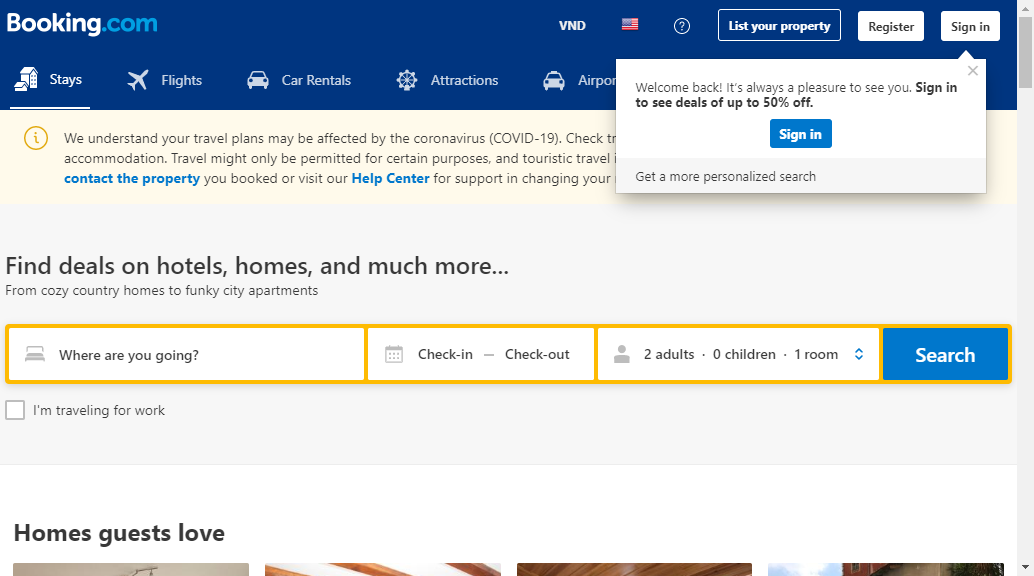 Booking.com
VND
List your property
Register
Sign in
Stays
Flights
Car Rentals
Attractions
Welcome back! It's always a pleasure to see you. Sign in
to see deals of up to 50% off.
Sign in
Get a more personalized search
We understand your travel plans may be affected by the coronavirus (COVID-19). Check
accommodation. Travel might only be permitted for certain purposes, and touristic travel
contact the property you booked or visit our Help Center for support in changing your
Find deals on hotels, homes, and much more...
From cozy country homes to funky city apartments
Where are you going?
Check-in — Check-out
2 adults · 0 children · 1 room
Search
I'm traveling for work
Homes guests love